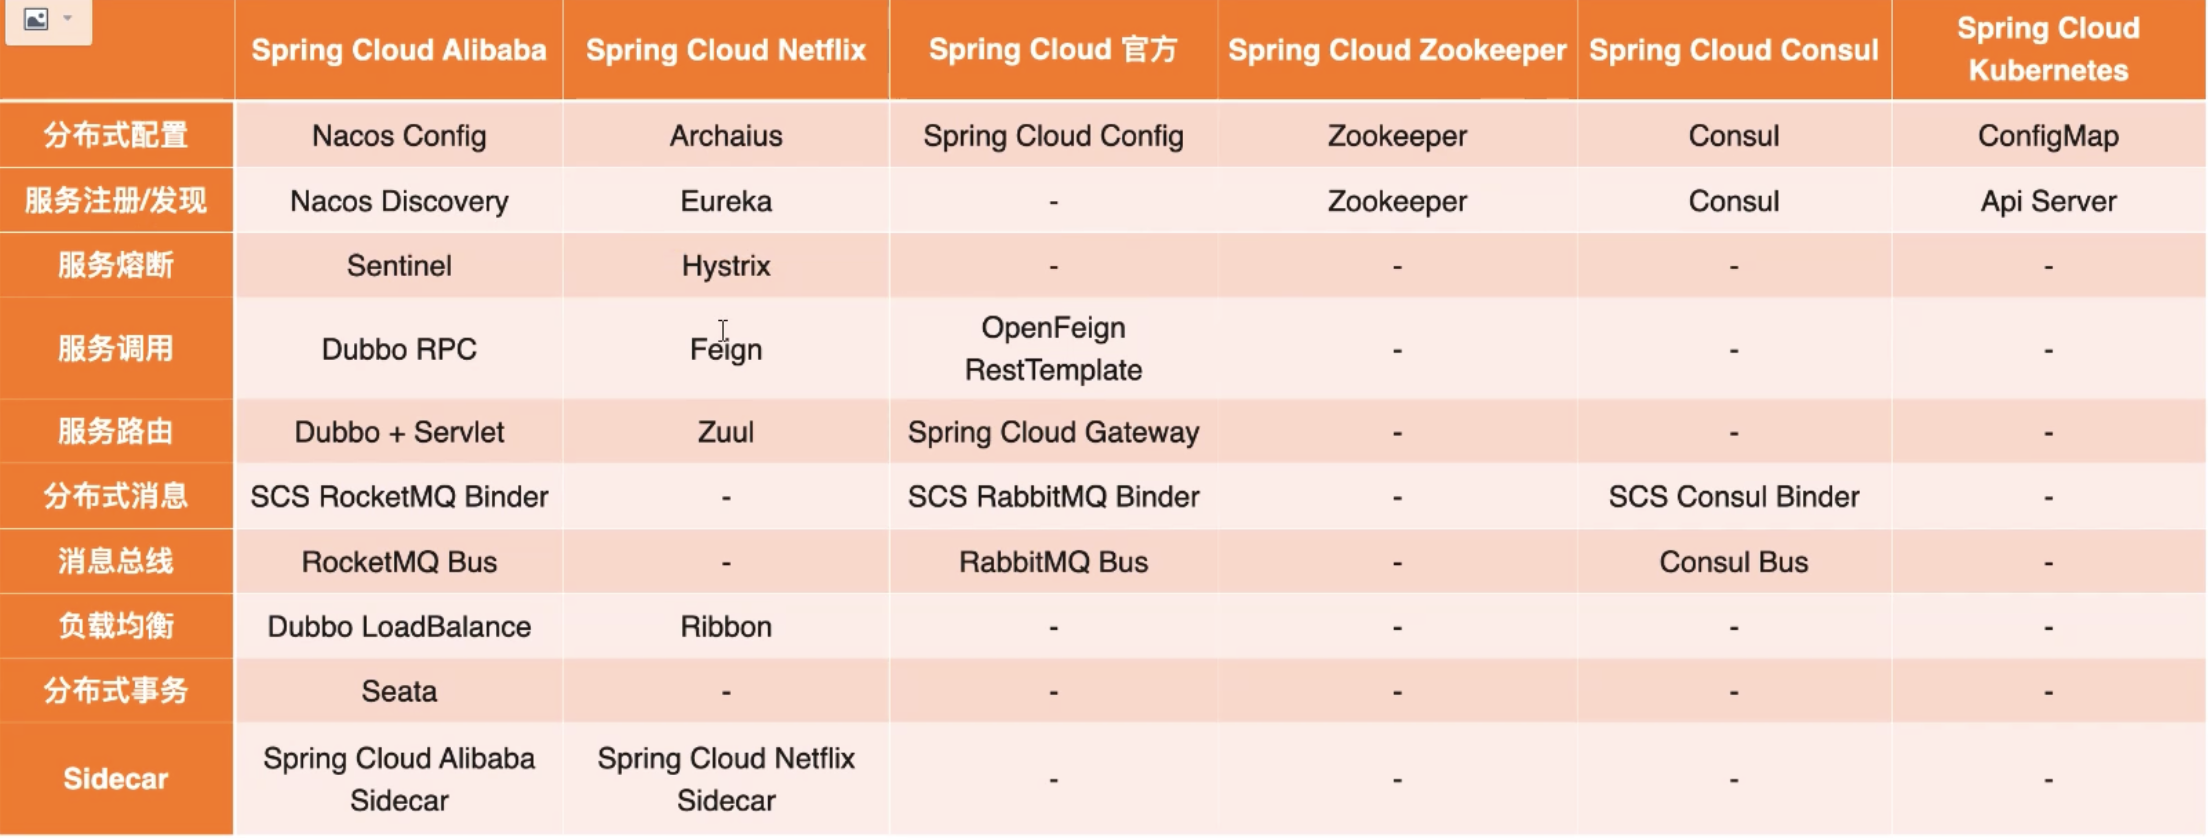 Spring Cloud Alibaba Spring Cloud Netflix Spring Cloud 官方 Spring Cloud Zookeeper Spring Cloud Consul Spring Cloud
Kubernetes
分布式配置 Nacos Config Archaius Spring Cloud Config Zookeeper Consul ConfigMap
服务注册/发现 Nacos Discovery Eureka - Zookeeper Consul Api Server
服务熔断 Sentinel Hystrix - - - -
服务调用 Dubbo RPC Feign OpenFeign - - -
RestTemplate
服务路由 Dubbo + Servlet Zuul Spring Cloud Gateway - - -
分布式消息 SCS RocketMQ Binder - SCS RabbitMQ Binder - SCS Consul Binder -
消息总线 RocketMQ Bus - RabbitMQ Bus - Consul Bus -
负载均衡 Dubbo LoadBalance Ribbon - - - -
分布式事务 Seata - - - - -
Sidecar Spring Cloud Alibaba Spring Cloud Netflix - - - -
Sidecar Sidecar